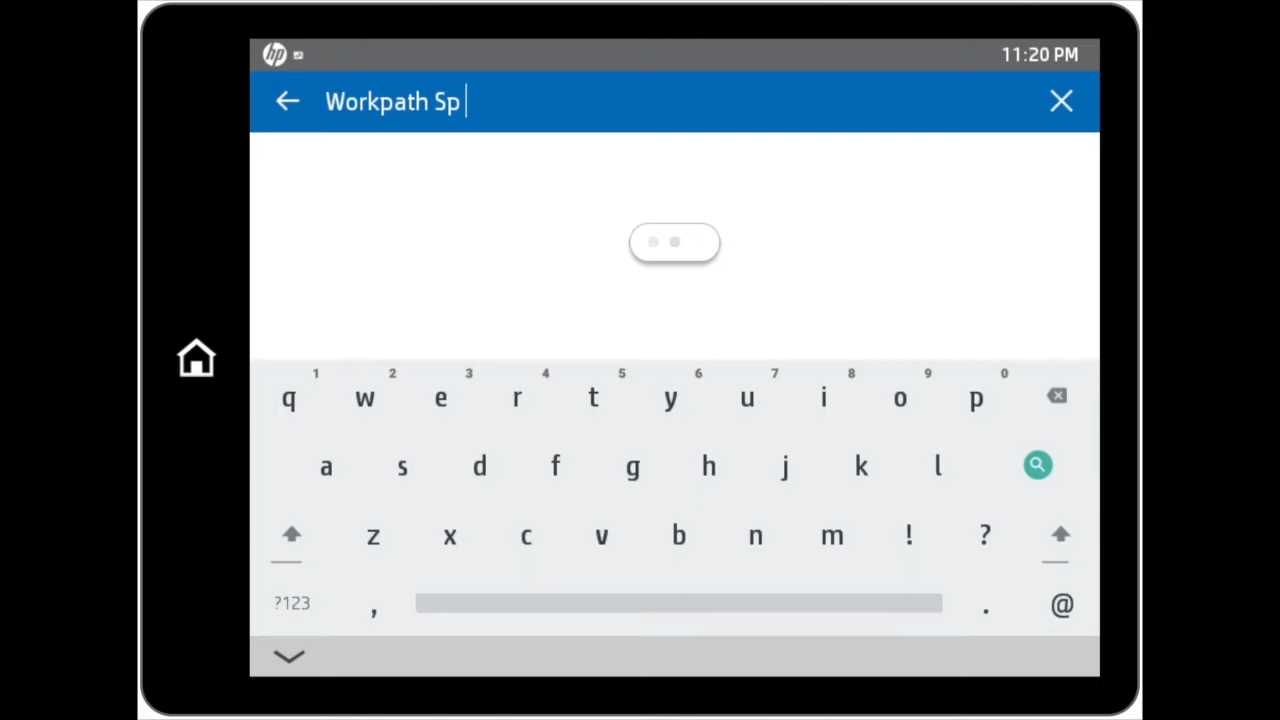 hp 11:20 PM
Workpath Sp
1 2 3 4 5 6 7 8 9 0
q w e r t y u i o p
a s d f g h j k l
z x c v b n m ! ?
?123 , . @